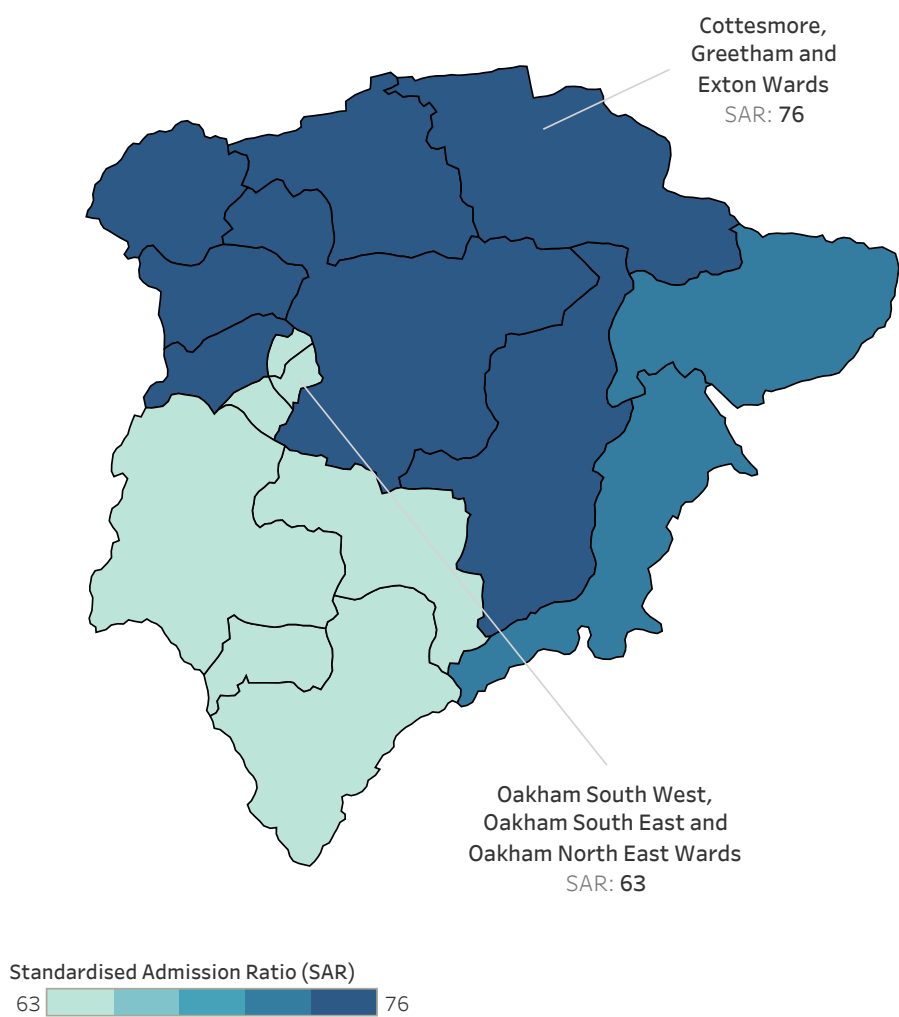 Cottesmore,
Greetham and
Exton Wards
SAR: 76
Oakham South West,
Oakham South East and
Oakham North East Wards
SAR: 63
Standardised Admission Ratio (SAR)
63 76